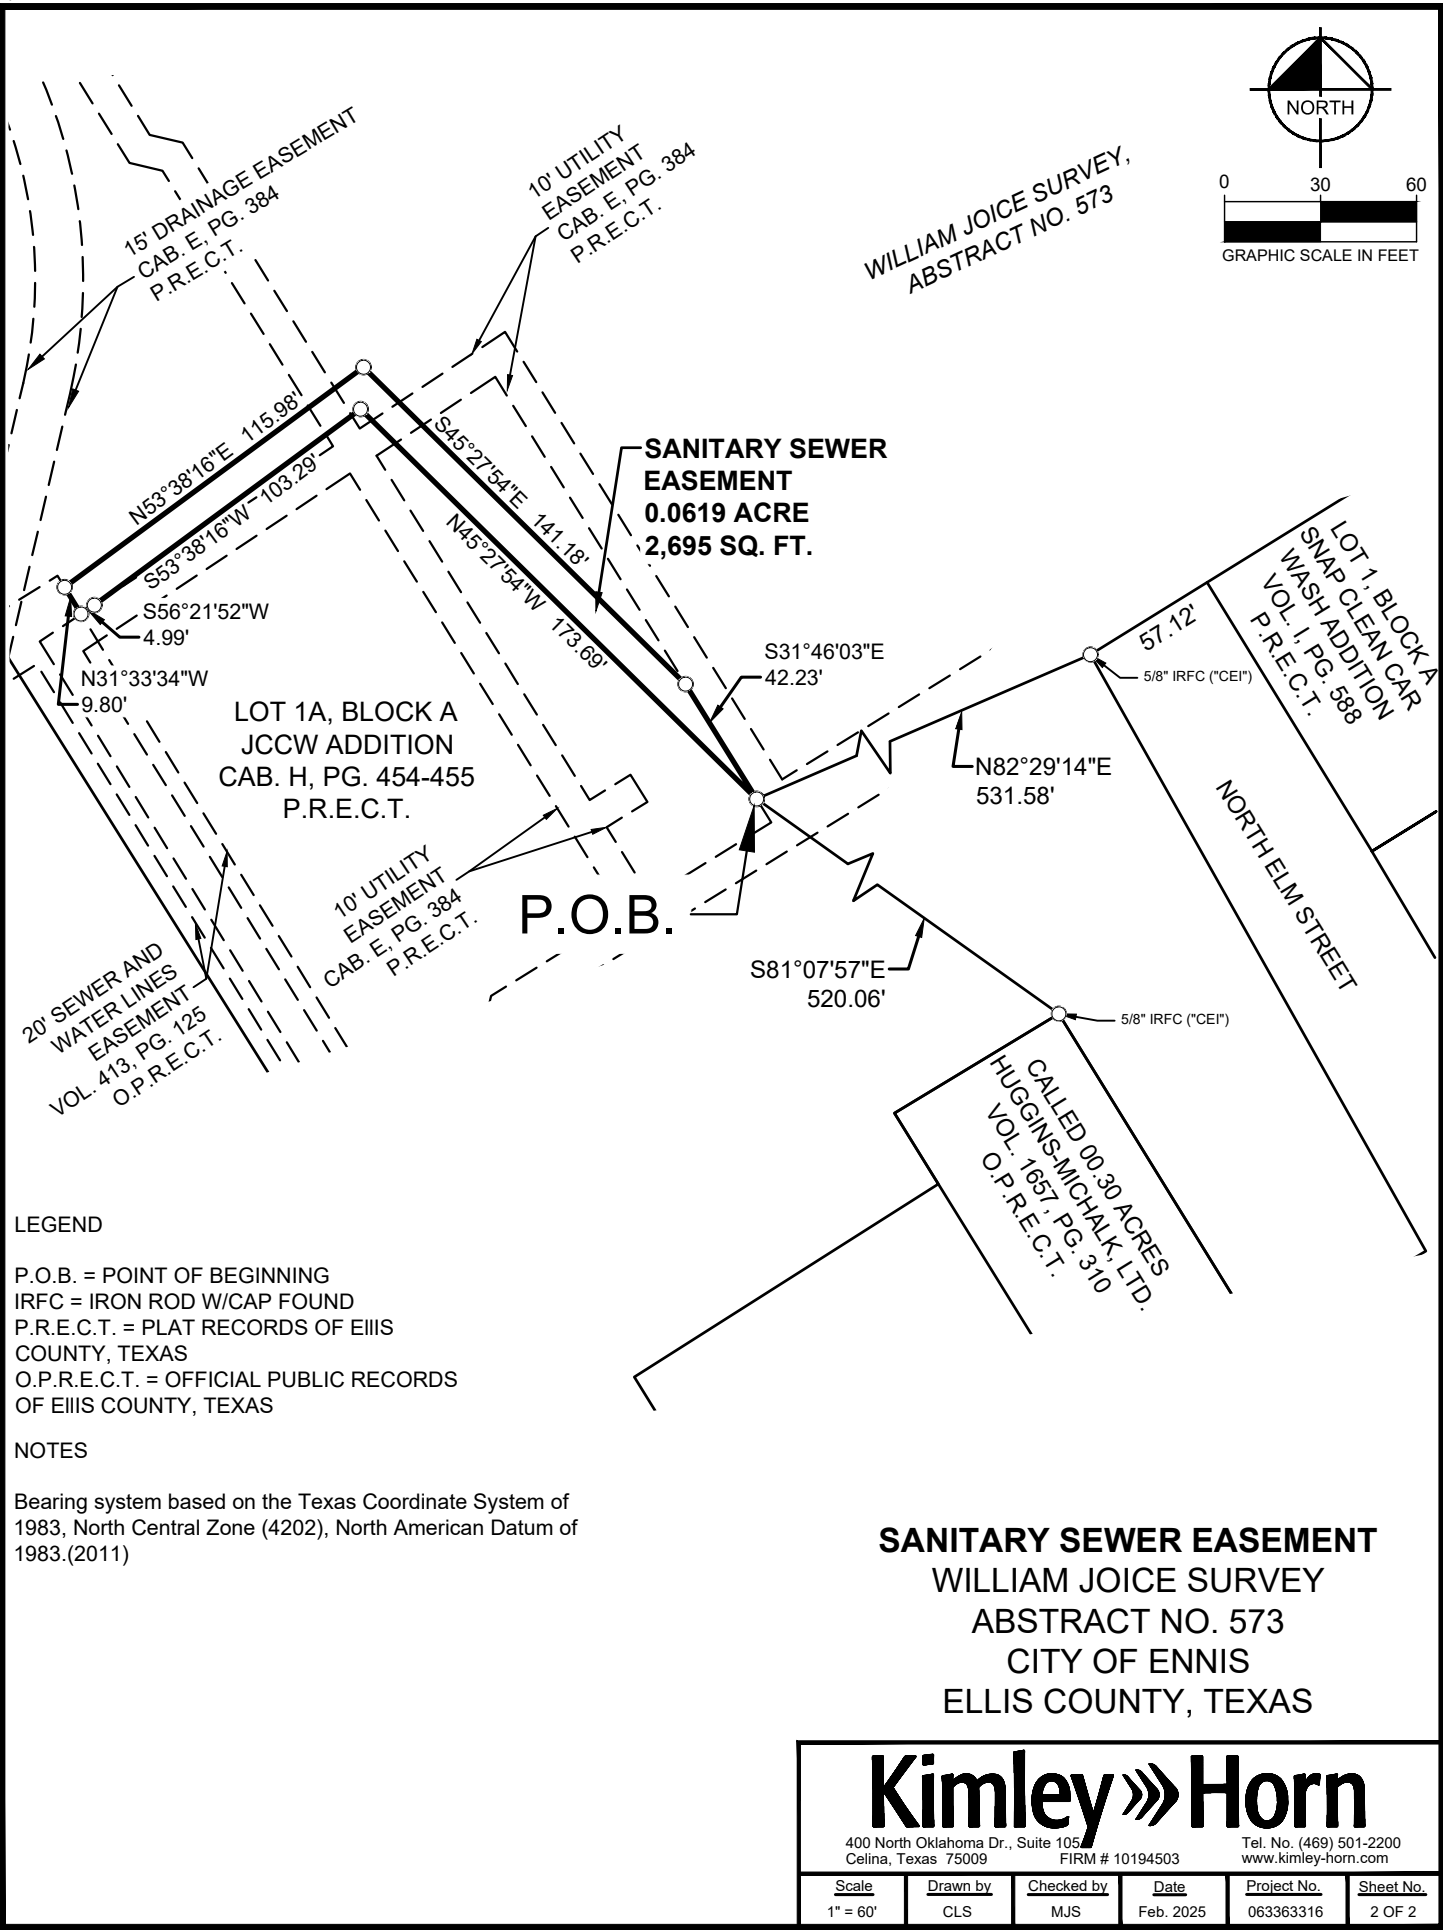 NORTH
0 30 60
GRAPHIC SCALE IN FEET
15' DRAINAGE EASEMENT
CAB. E, PG. 384
P.R.E.C.T.
10' UTILITY
EASEMENT
CAB. E, PG. 384
P.R.E.C.T.
WILLIAM JOICE SURVEY,
ABSTRACT NO. 573
N53°38'16"E 115.98'
S53°38'16"W 103.29'
S45°27'54"E 141.18'
N45°27'54"W 173.69'
SANITARY SEWER
EASEMENT
0.0619 ACRE
2,695 SQ. FT.
S56°21'52"W
4.99'
N31°33'34"W
9.80'
S31°46'03"E
42.23'
LOT 1A, BLOCK A
JCCW ADDITION
CAB. H, PG. 454-455
P.R.E.C.T.
57.12'
5/8" IRFC ("CEI")
LOT 1, BLOCK A
SNAP CLEAN CAR
WASH ADDITION
VOL. I, PG. 588
P.R.E.C.T.
N82°29'14"E
531.58'
NORTH ELM STREET
10' UTILITY
EASEMENT
CAB. E, PG. 384
P.R.E.C.T.
P.O.B.
S81°07'57"E
520.06'
5/8" IRFC ("CEI")
20' SEWER AND
WATER LINES
EASEMENT
VOL. 413, PG. 125
O.P.R.E.C.T.
CALLED 00.30 ACRES
HUGGINS-MICHALK, LTD.
VOL. 1657, PG. 310
O.P.R.E.C.T.
LEGEND
P.O.B. = POINT OF BEGINNING
IRFC = IRON ROD W/CAP FOUND
P.R.E.C.T. = PLAT RECORDS OF EIIIS
COUNTY, TEXAS
O.P.R.E.C.T. = OFFICIAL PUBLIC RECORDS
OF EIIIS COUNTY, TEXAS
NOTES
Bearing system based on the Texas Coordinate System of
1983, North Central Zone (4202), North American Datum of
1983.(2011)
SANITARY SEWER EASEMENT
WILLIAM JOICE SURVEY
ABSTRACT NO. 573
CITY OF ENNIS
ELLIS COUNTY, TEXAS
Kimley»Horn
400 North Oklahoma Dr., Suite 105
Celina, Texas 75009 FIRM # 10194503
Tel. No. (469) 501-2200
www.kimley-horn.com
Scale Drawn by Checked by Date Project No. Sheet No.
1" = 60' CLS MJS Feb. 2025 063363316 2 OF 2